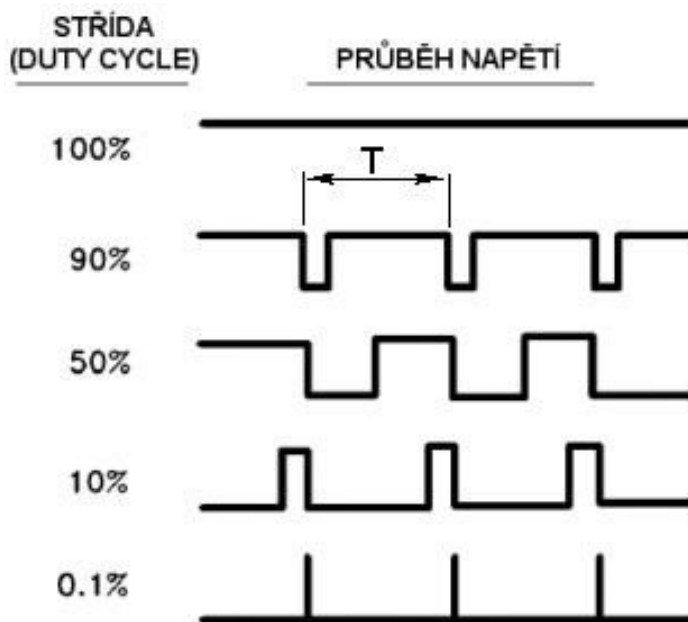 STŘÍDA
(DUTY CYCLE)
PRŮBĚH NAPĚTÍ
100%
T
90%
50%
10%
0.1%